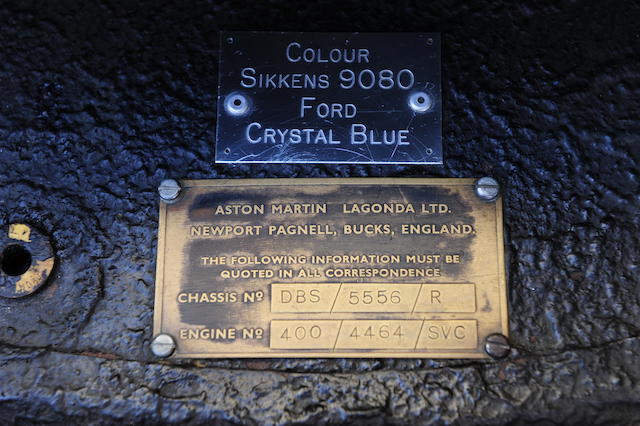 COLOUR
SIKKENS 9080
FORD
CRYSTAL BLUE
ASTON MARTIN LAGONDA LTD.
NEWPORT PAGNELL, BUCKS, ENGLAND.
THE FOLLOWING INFORMATION MUST BE
QUOTED IN ALL CORRESPONDENCE
CHASSIS Nº DBS/5556/R
ENGINE Nº 400/4464/SVC